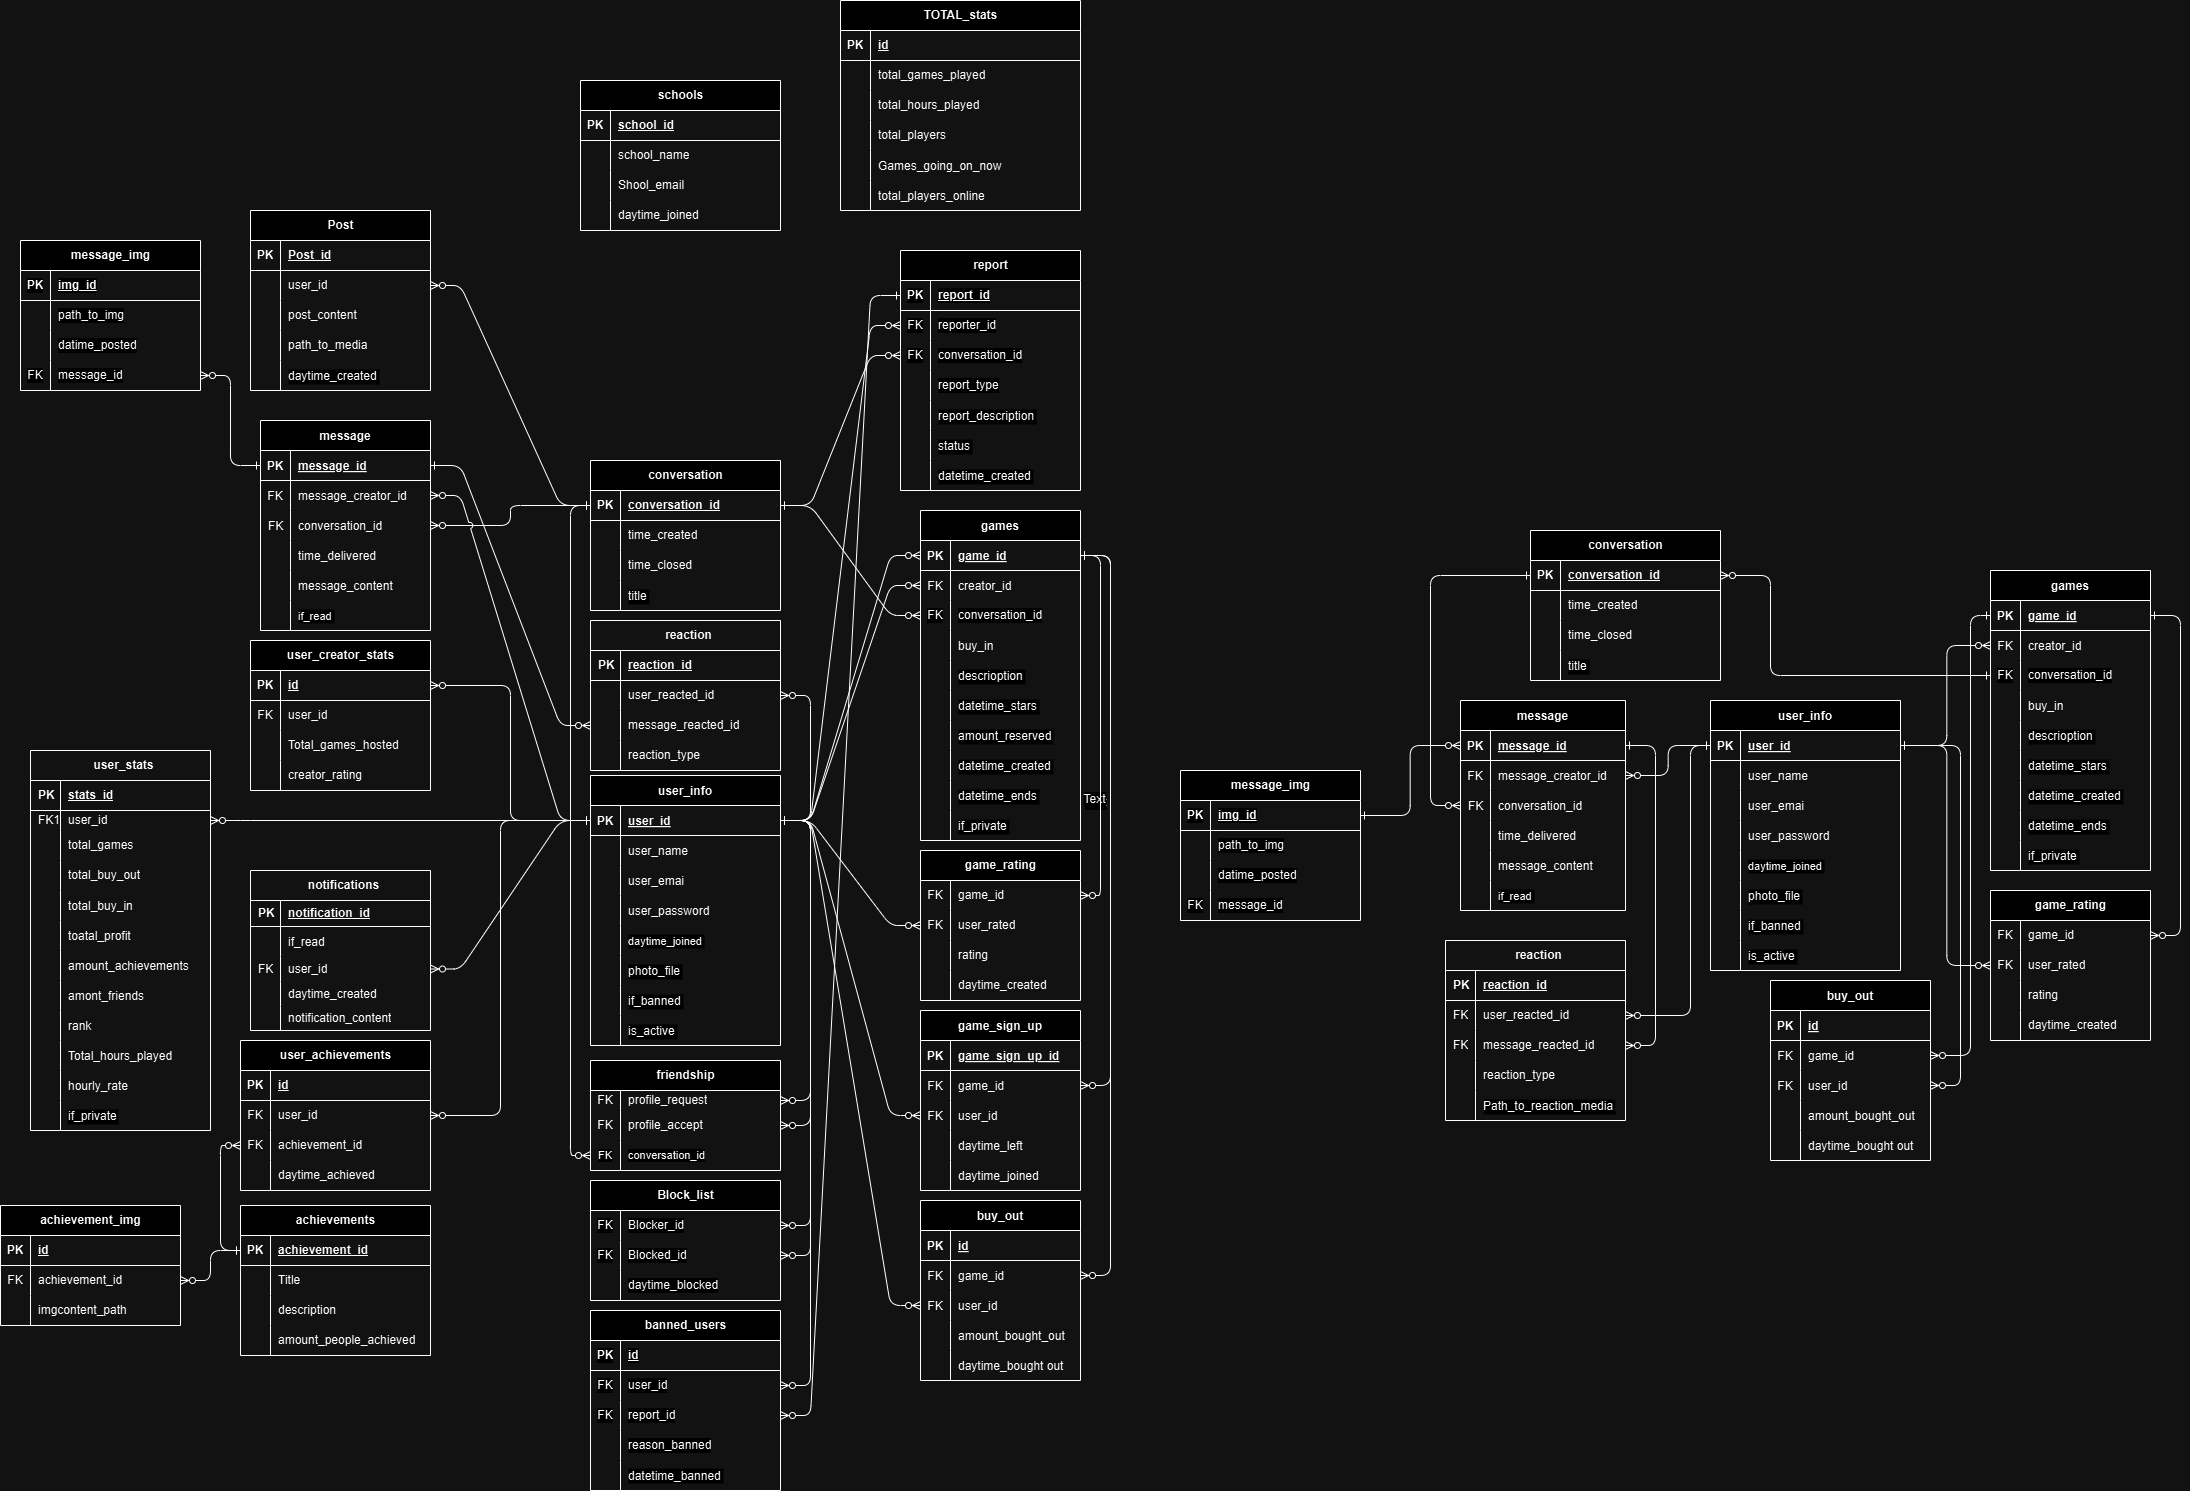 TOTAL_stats
PK id
total_games_played
total_hours_played
total_players
Games_going_on_now
total_players_online
schools
PK school_id
school_name
Shool_email
daytime_joined
Post
PK Post_id
user_id
post_content
path_to_media
daytime_created
message_img
PK img_id
path_to_img
datime_posted
FK message_id
report
PK report_id
FK reporter_id
FK conversation_id
report_type
report_description
status
datetime_created
message
PK message_id
FK message_creator_id
FK conversation_id
time_delivered
message_content
if_read
conversation
PK conversation_id
time_created
time_closed
title
games
PK game_id
FK creator_id
FK conversation_id
buy_in
descrioption
datetime_stars
amount_reserved
datetime_created
datetime_ends
if_private
Text
reaction
PK reaction_id
user_reacted_id
message_reacted_id
reaction_type
user_creator_stats
PK id
FK user_id
Total_games_hosted
creator_rating
user_stats
PK stats_id
FK1 user_id
total_games
total_buy_out
total_buy_in
toatal_profit
amount_achievements
amont_friends
rank
Total_hours_played
hourly_rate
if_private
user_info
PK user_id
user_name
user_emai
user_password
daytime_joined
photo_file
if_banned
is_active
notifications
PK notification_id
if_read
FK user_id
daytime_created
notification_content
game_rating
FK game_id
FK user_rated
rating
daytime_created
game_sign_up
PK game_sign_up_id
FK game_id
FK user_id
daytime_left
daytime_joined
user_achievements
PK id
FK user_id
FK achievement_id
daytime_achieved
friendship
FK profile_request
FK profile_accept
FK conversation_id
Block_list
FK Blocker_id
FK Blocked_id
daytime_blocked
achievement_img
PK id
FK achievement_id
imgcontent_path
achievements
PK achievement_id
Title
description
amount_people_achieved
buy_out
PK id
FK game_id
FK user_id
amount_bought_out
daytime_bought out
banned_users
PK id
FK user_id
FK report_id
reason_banned
datetime_banned
conversation
PK conversation_id
time_created
time_closed
title
games
PK game_id
FK creator_id
FK conversation_id
buy_in
descrioption
datetime_stars
datetime_created
datetime_ends
if_private
message
PK message_id
FK message_creator_id
FK conversation_id
time_delivered
message_content
if_read
user_info
PK user_id
user_name
user_emai
user_password
daytime_joined
photo_file
if_banned
is_active
message_img
PK img_id
path_to_img
datime_posted
FK message_id
game_rating
FK game_id
FK user_rated
rating
daytime_created
reaction
PK reaction_id
FK user_reacted_id
FK message_reacted_id
reaction_type
Path_to_reaction_media
buy_out
PK id
FK game_id
FK user_id
amount_bought_out
daytime_bought out